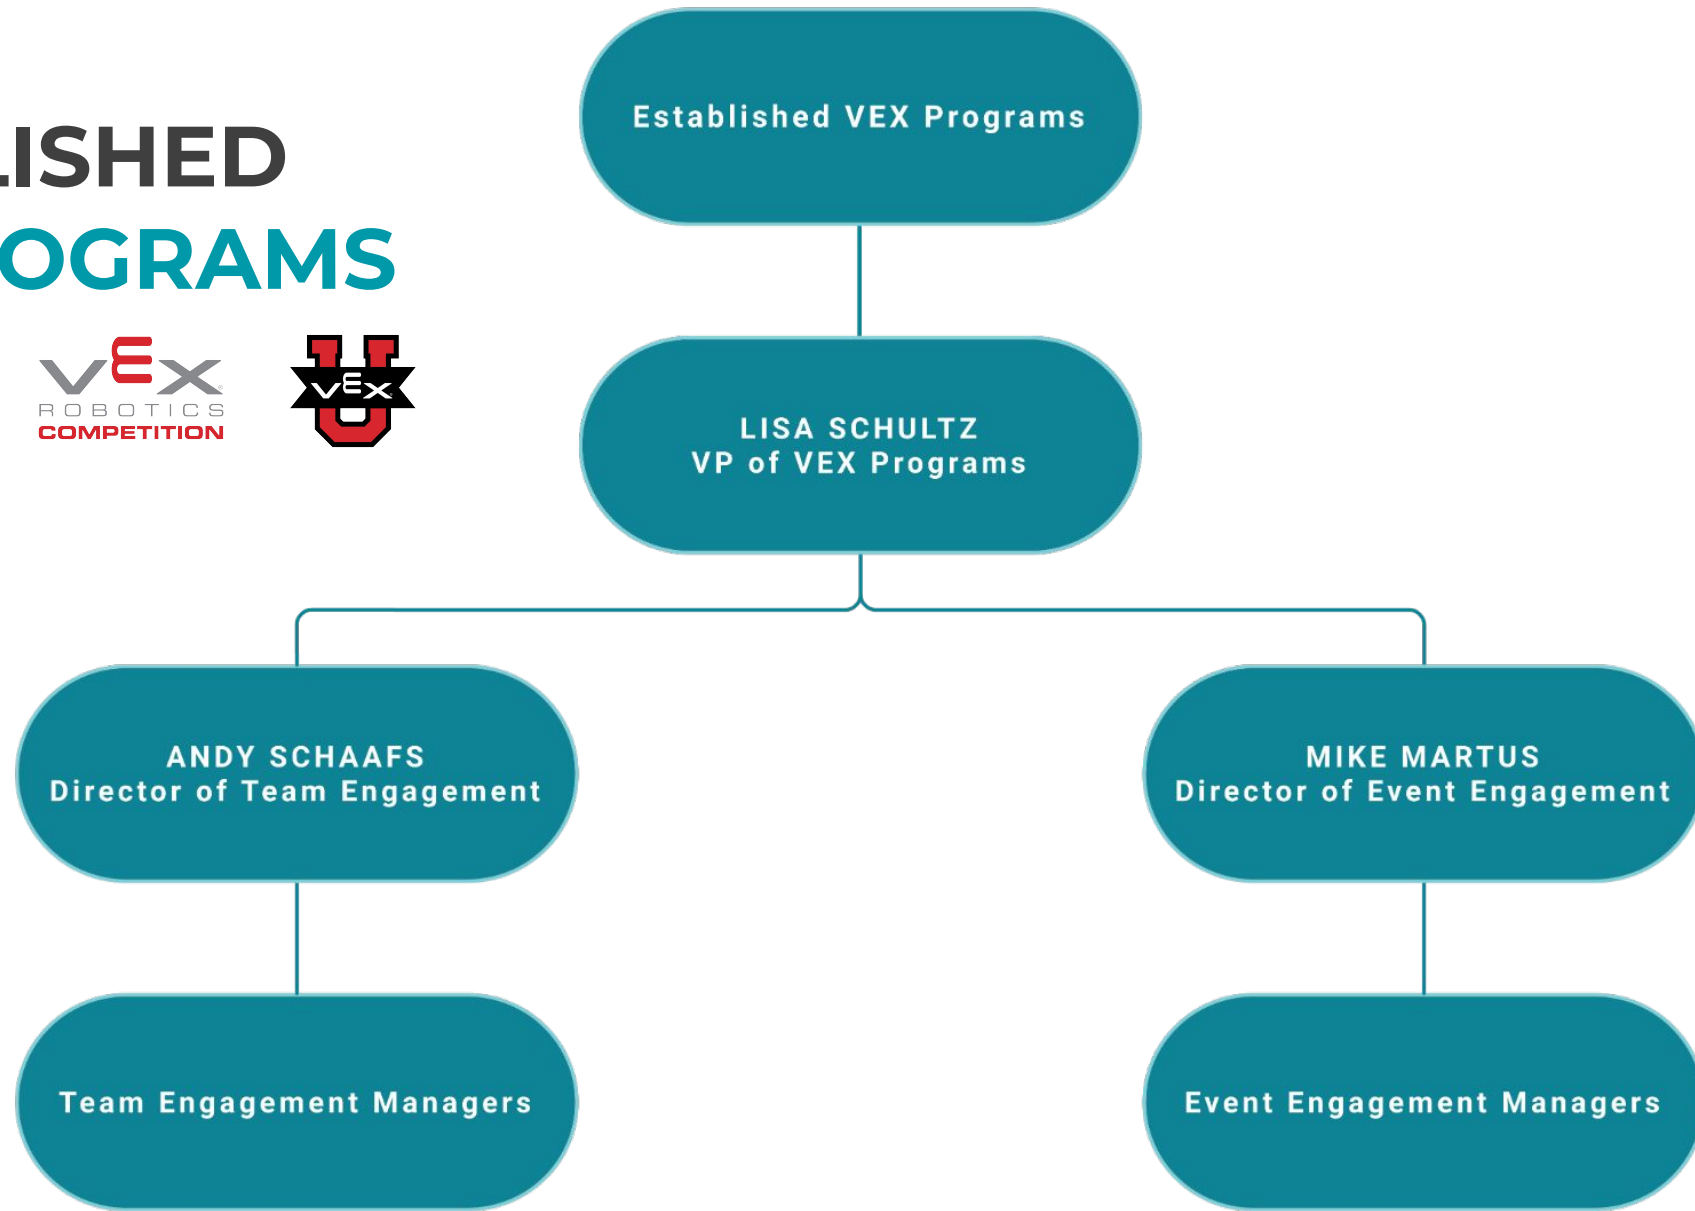 LISHED
OGRAMS
VEX
ROBOTICS
COMPETITION
VEX
U
Established VEX Programs
LISA SCHULTZ
VP of VEX Programs
ANDY SCHAAFS
Director of Team Engagement
MIKE MARTUS
Director of Event Engagement
Team Engagement Managers
Event Engagement Managers